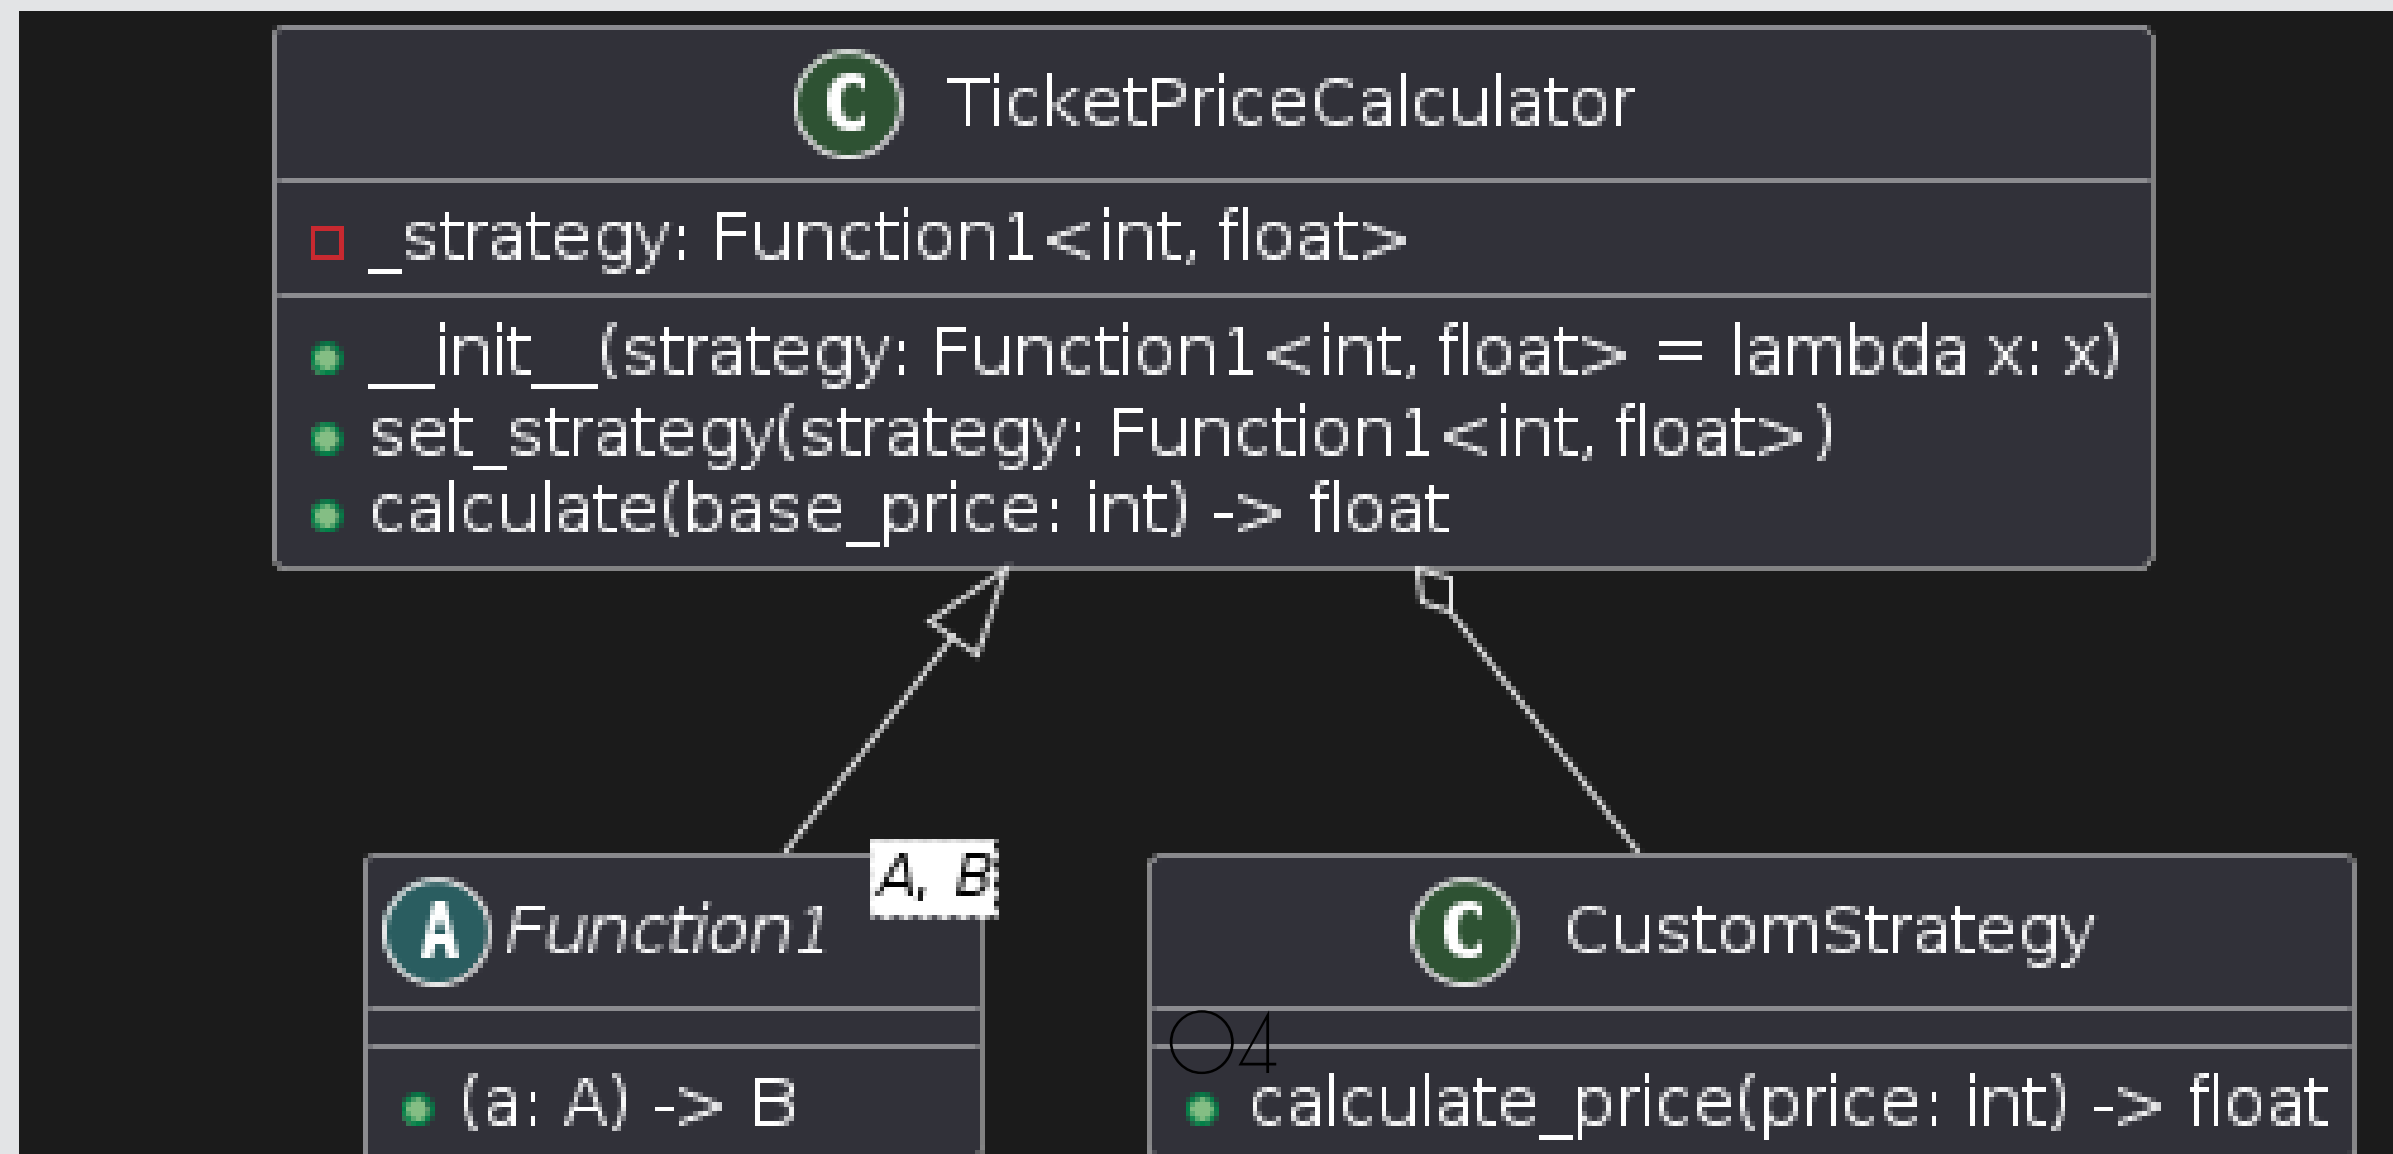 C TicketPriceCalculator
_strategy: Function1<int, float>
__init__(strategy: Function1<int, float> = lambda x: x)
set_strategy(strategy: Function1<int, float>)
calculate(base_price: int) -> float
A, B
A Function1
(a: A) -> B
C CustomStrategy
○4
calculate_price(price: int) -> float